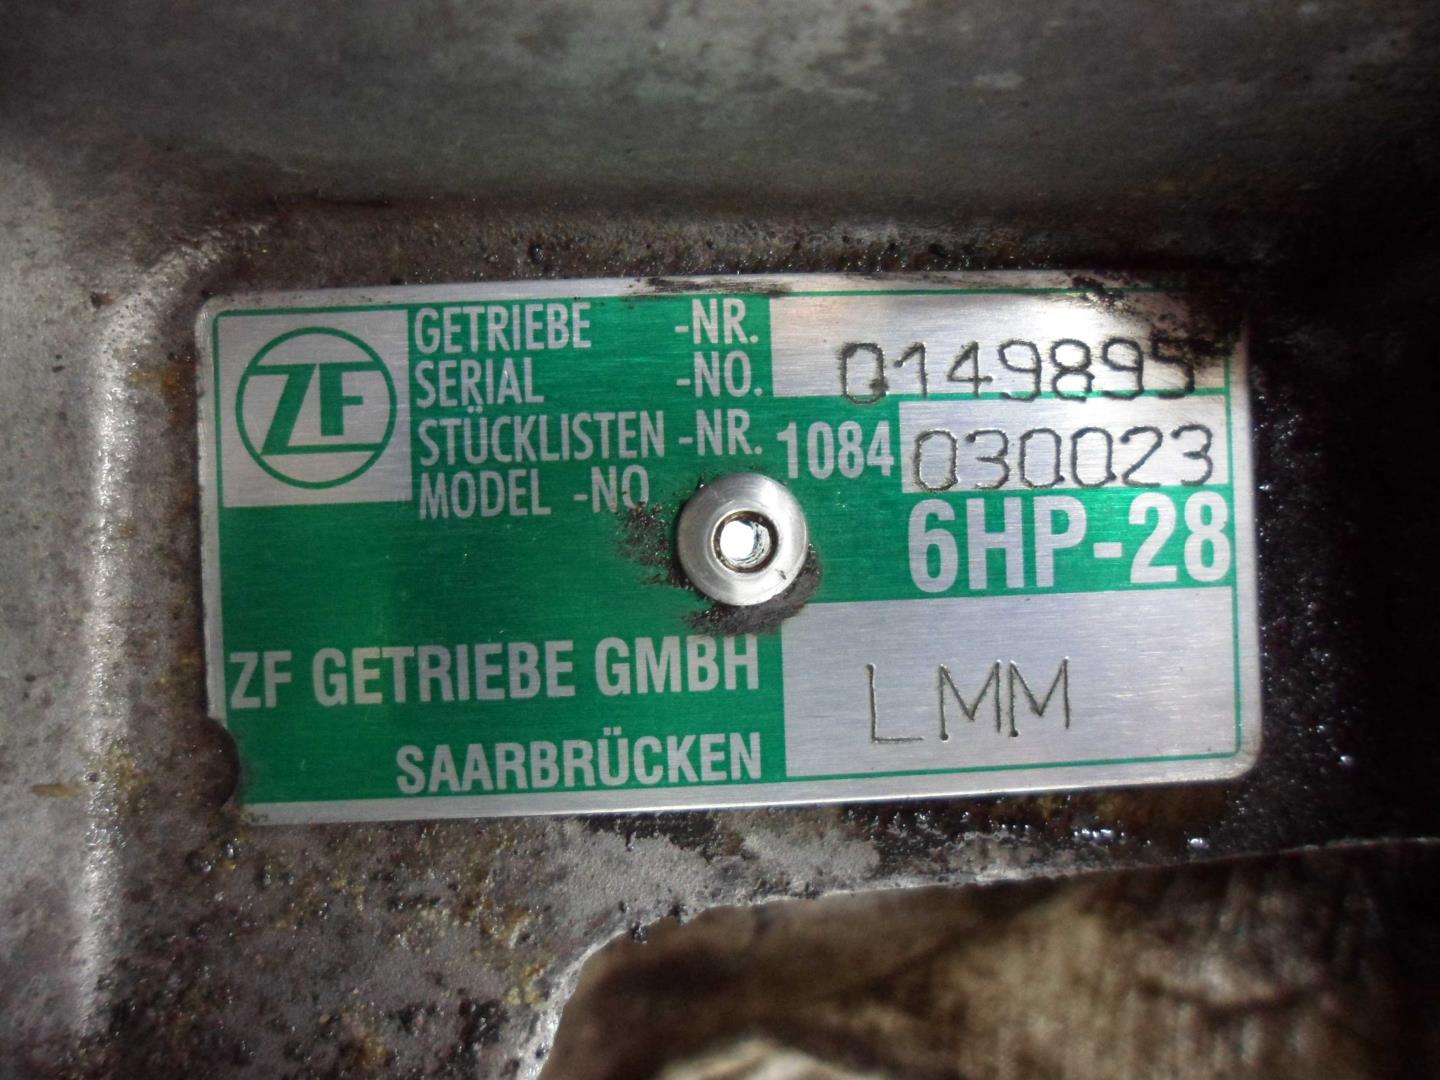 ZF
GETRIEBE -NR.
SERIAL -NO. 0149895
STÜCKLISTEN -NR. 1084 030023
MODEL -NO
6HP-28
ZF GETRIEBE GMBH
SAARBRÜCKEN
LMM